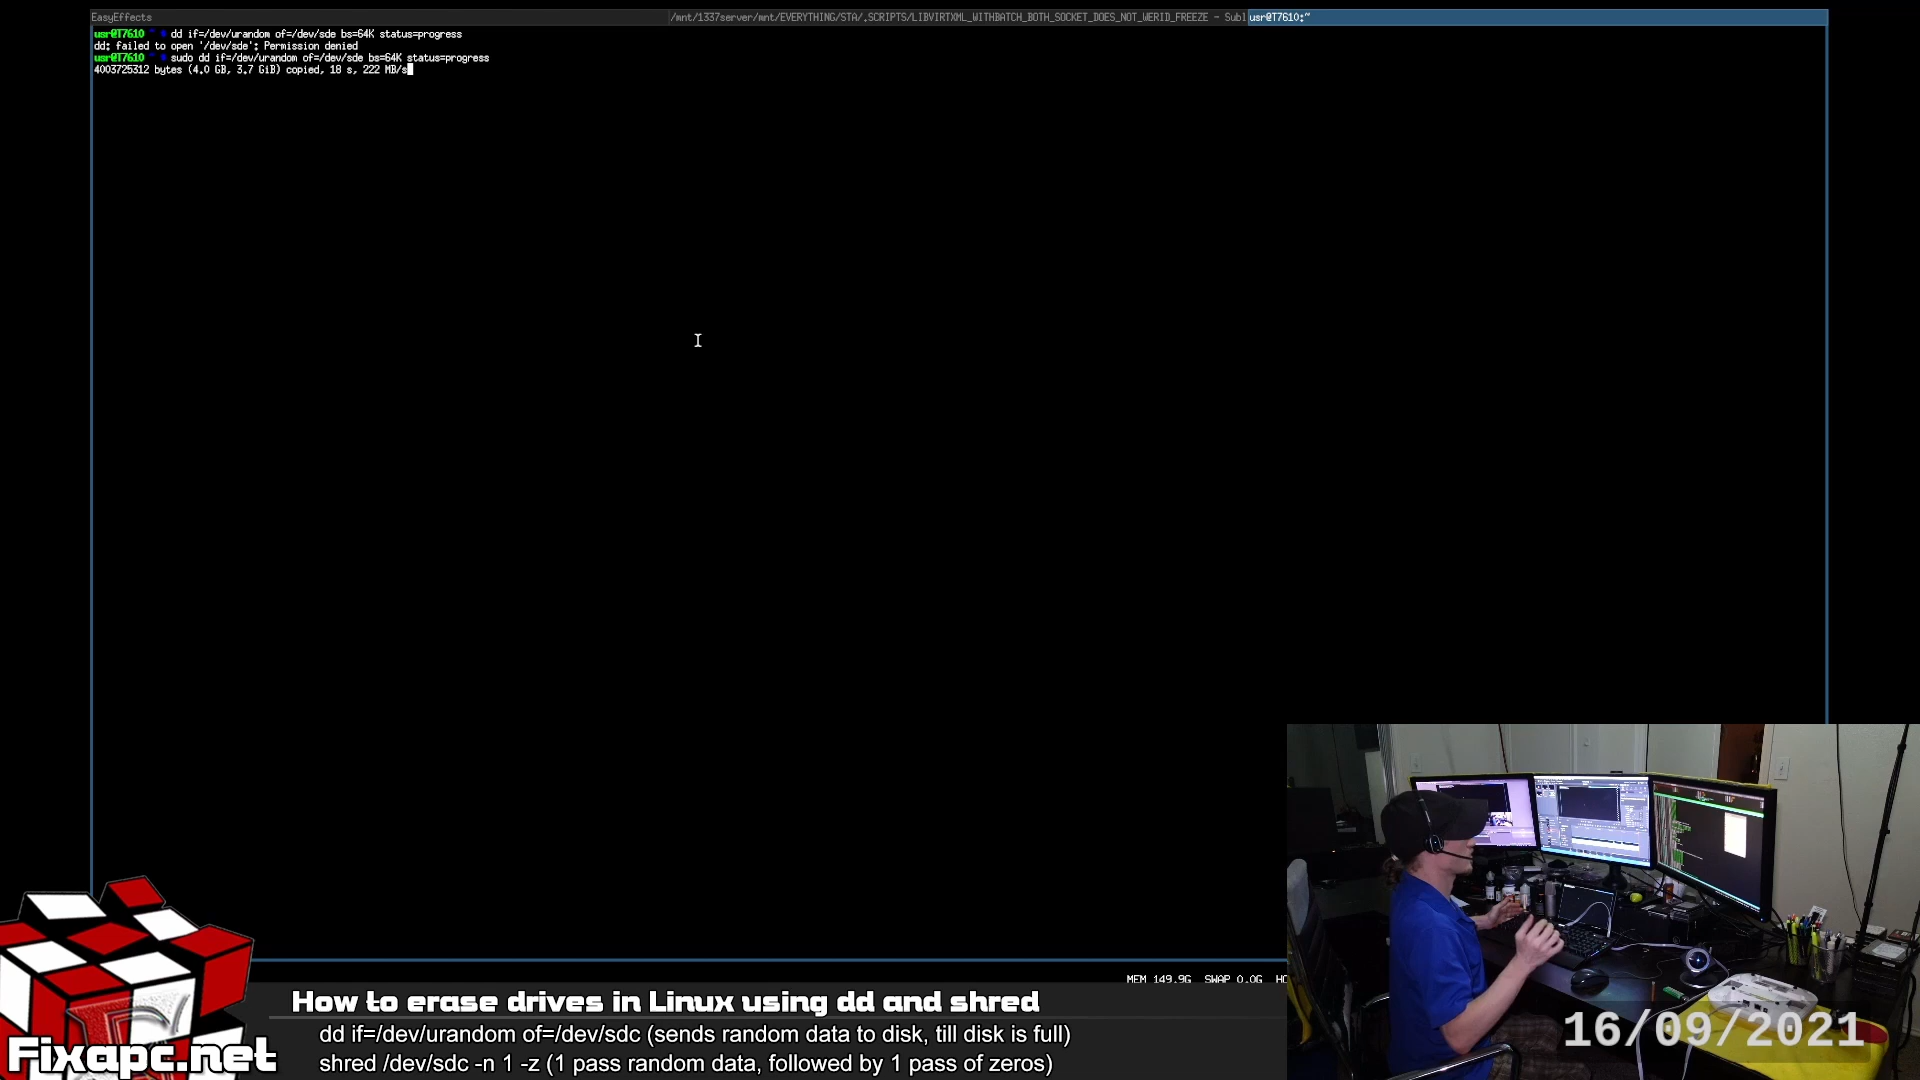 EasyEffects
/mnt/1337server/mnt/EVERYTHING/STA/.SCRIPTS/LIBVIRTXML_WITHBATCH_BOTH_SOCKET_DOES_NOT_WERID_FREEZE - Subl
usr@T7610:~
usr@T7610 ~ # dd if=/dev/urandom of=/dev/sde bs=64K status=progress
dd: failed to open '/dev/sde': Permission denied
usr@T7610 ~ # sudo dd if=/dev/urandom of=/dev/sde bs=64K status=progress
4003725312 bytes (4.0 GB, 3.7 GiB) copied, 18 s, 222 MB/s
MEM 149.9G SWAP 0.0G
How to erase drives in Linux using dd and shred
dd if=/dev/urandom of=/dev/sdc (sends random data to disk, till disk is full)
shred /dev/sdc -n 1 -z (1 pass random data, followed by 1 pass of zeros)
Fixapc.net
16/09/2021